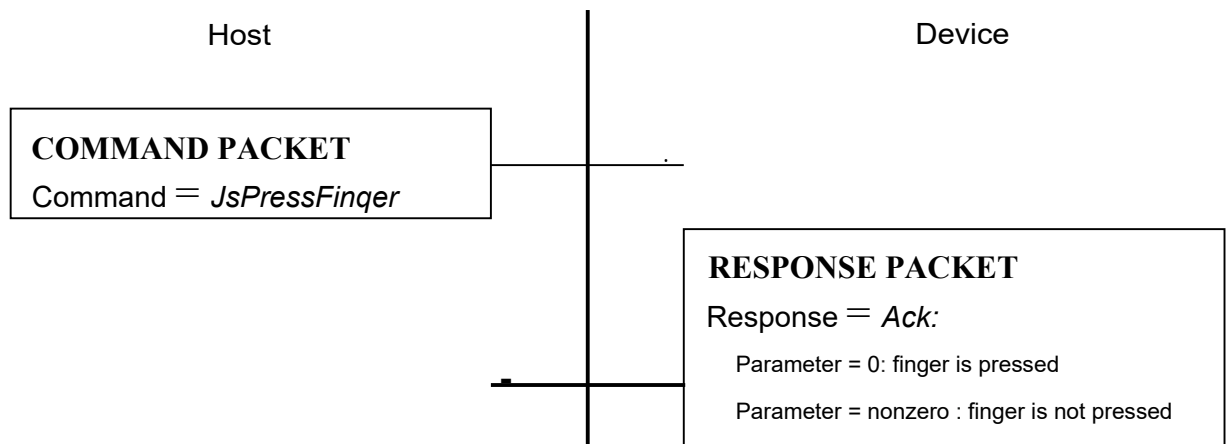 Host
Device
COMMAND PACKET
Command = JsPressFinqer
RESPONSE PACKET
Response = Ack:
Parameter = 0: finger is pressed
Parameter = nonzero : finger is not pressed